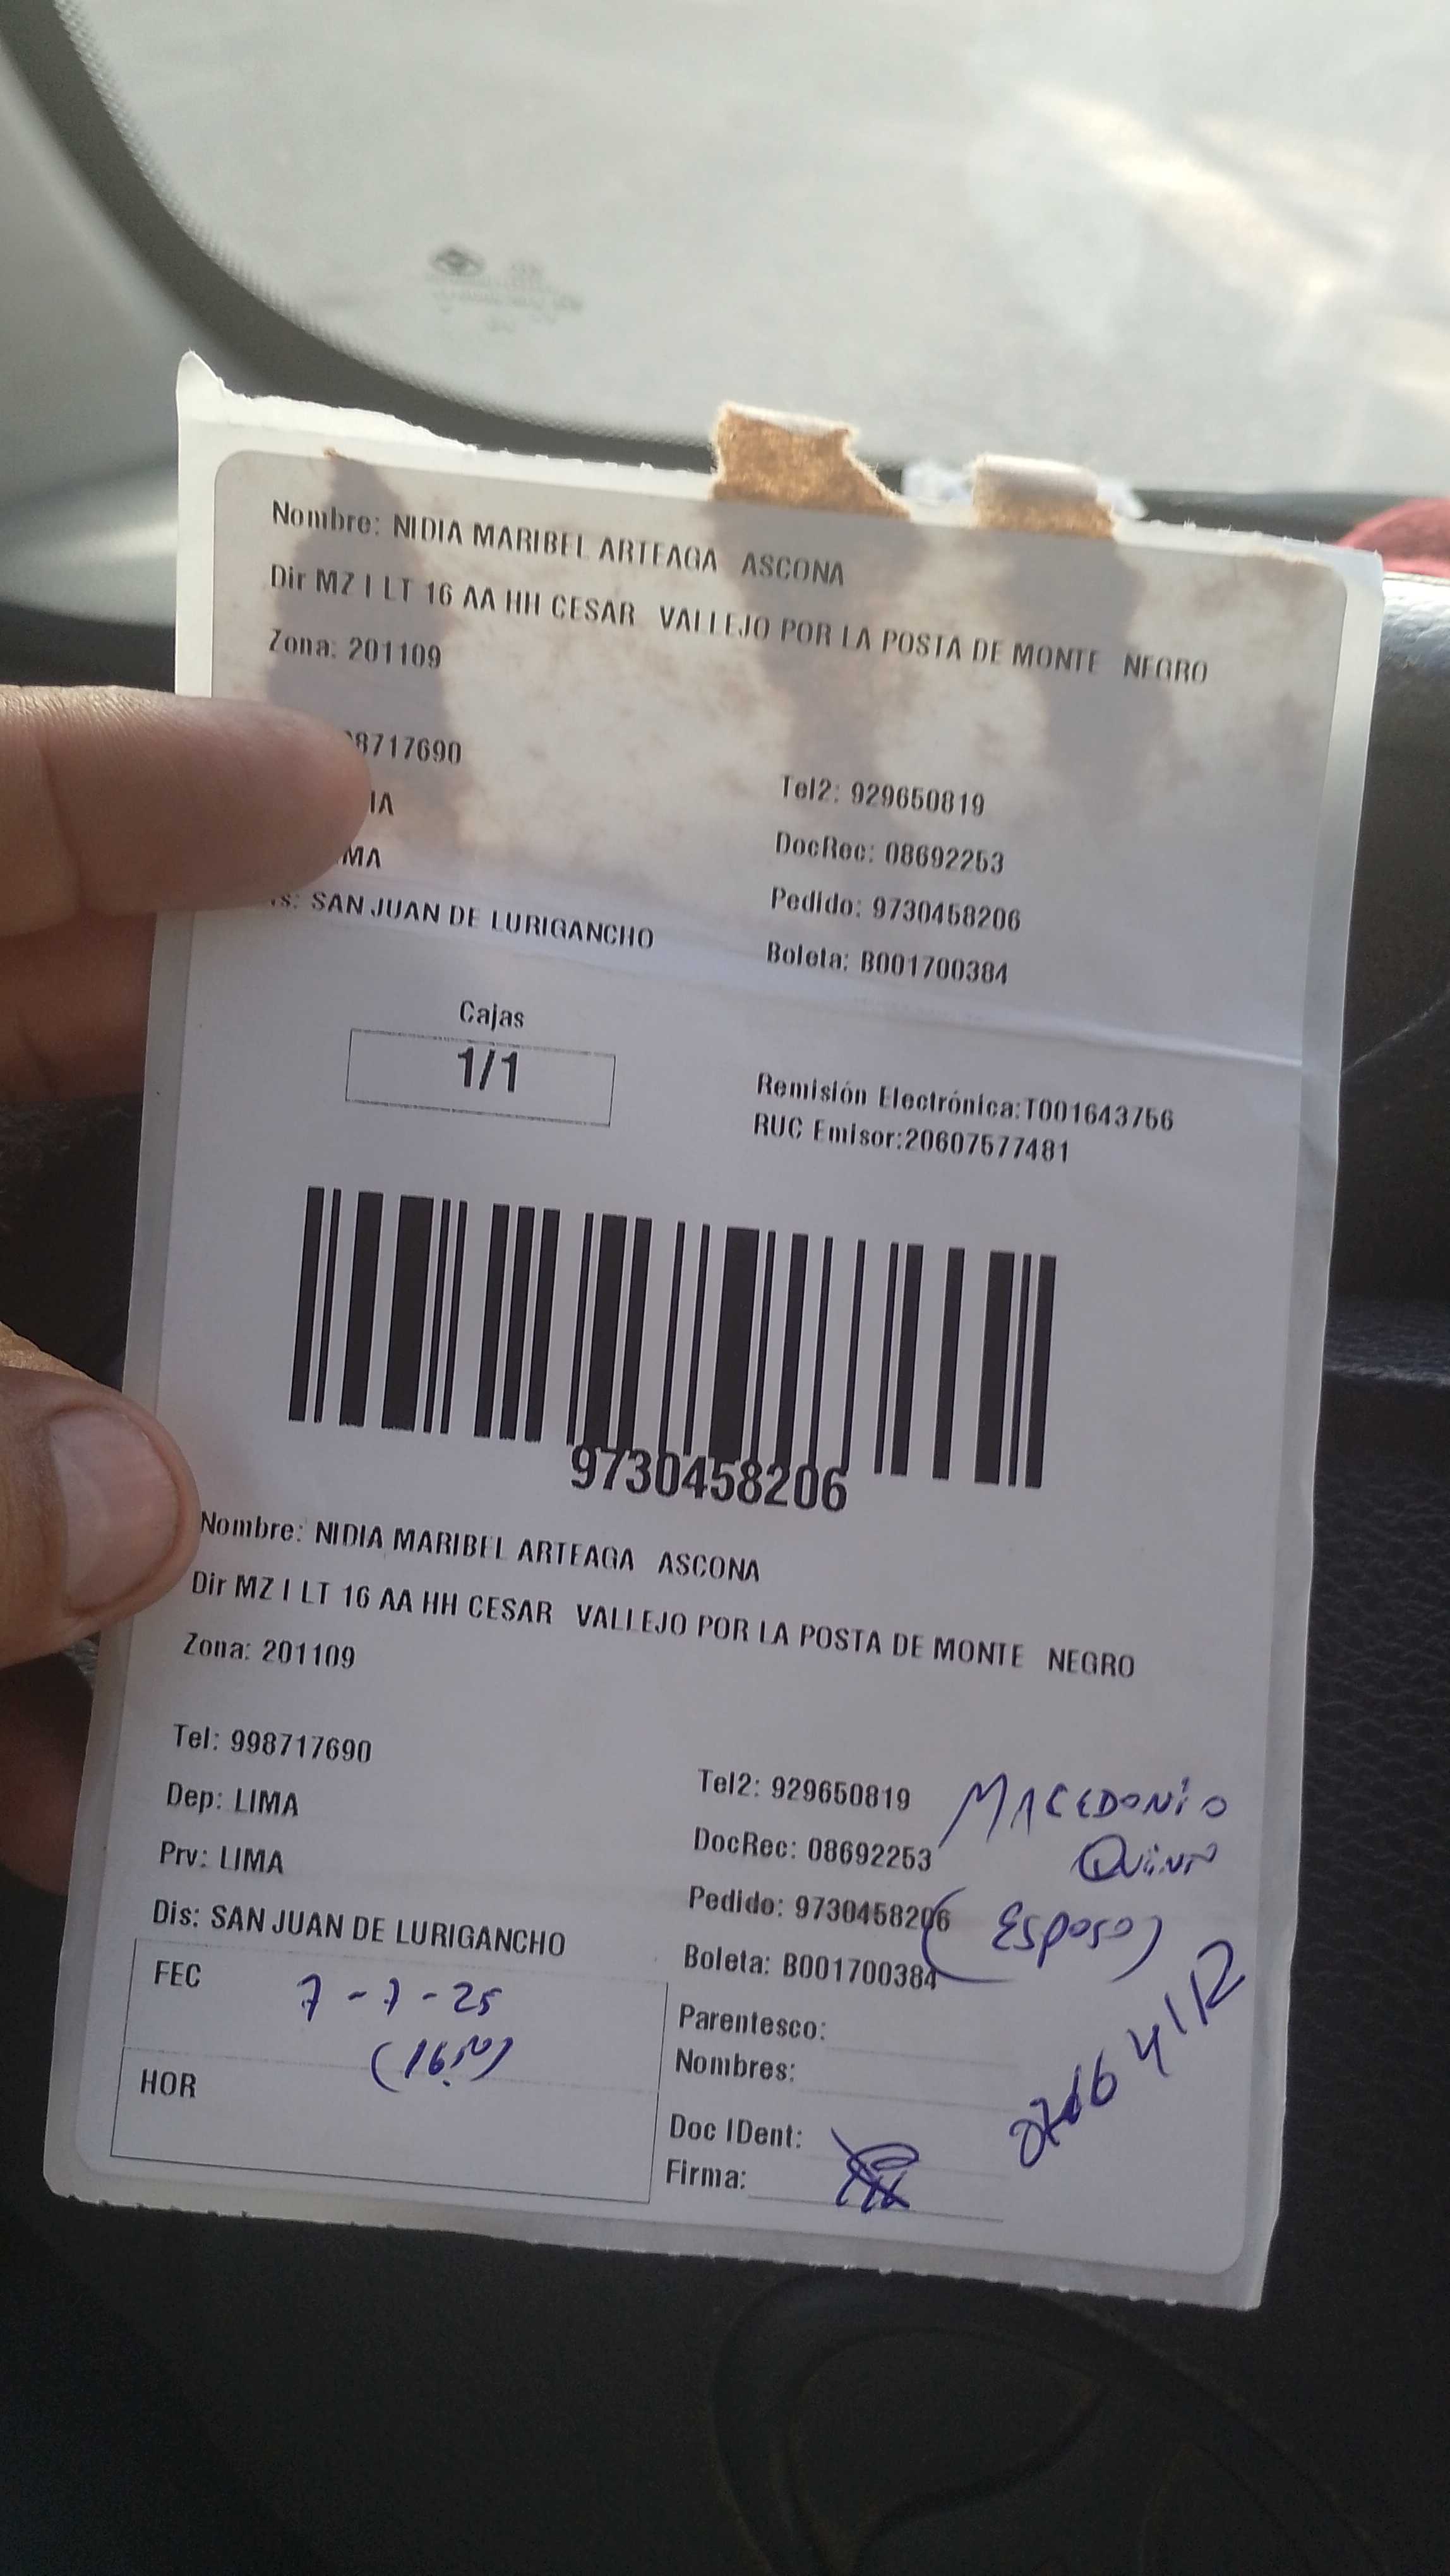 Nombre: NIDIA MARIBEL ARTEAGA ASCONA
Dir MZ I LT 16 AA HH CESAR VALLEJO POR LA POSTA DE MONTE NEGRO
Zona: 201109
8717690
IA
MA
s: SAN JUAN DE LURIGANCHO
Tel2: 929650819
DocRec: 08692253
Pedido: 9730458206
Boleta: B001700384
Cajas
1/1
Remisión Electrónica:T001643756
RUC Emisor:20607577481
9730458206
Nombre: NIDIA MARIBEL ARTEAGA ASCONA
Dir MZ I LT 16 AA HH CESAR VALLEJO POR LA POSTA DE MONTE NEGRO
Zona: 201109
Tel: 998717690
Dep: LIMA
Prv: LIMA
Dis: SAN JUAN DE LURIGANCHO
Tel2: 929650819
DocRec: 08692253
Pedido: 9730458206
Boleta: B001700384
MACEDONIO
(Esposo)
FEC 7-7-25
HOR
Parentesco:
Nombres:
Doc IDent:
Firma: